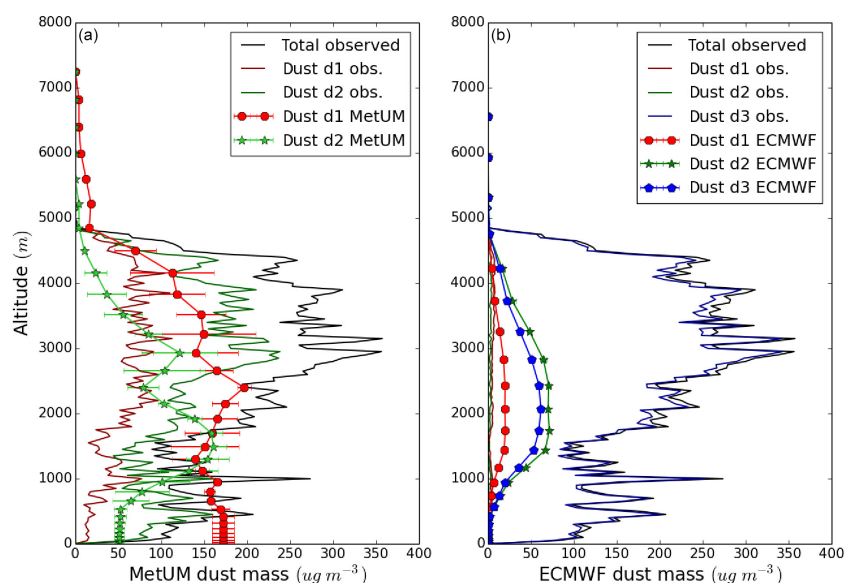 (a)
Total observed
Dust d1 obs.
Dust d2 obs.
Dust d1 MetUM
Dust d2 MetUM
8000
7000
6000
5000
4000
3000
2000
1000
0
Altitude (m)
0 50 100 150 200 250 300 350 400
MetUM dust mass (ug m⁻³)
(b)
Total observed
Dust d1 obs.
Dust d2 obs.
Dust d3 obs.
Dust d1 ECMWF
Dust d2 ECMWF
Dust d3 ECMWF
8000
7000
6000
5000
4000
3000
2000
1000
0
0 50 100 150 200 250 300 350 400
ECMWF dust mass (ug m⁻³)